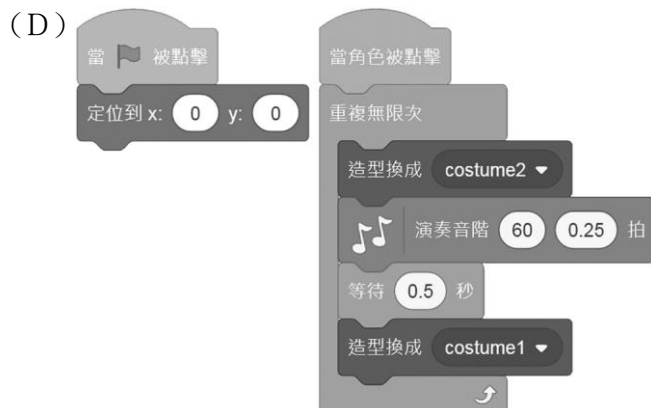 (D)
當 被點擊
定位到 x: 0 y: 0
當角色被點擊
重複無限次
造型換成 costume2
演奏音階 60 0.25 拍
等待 0.5 秒
造型換成 costume1